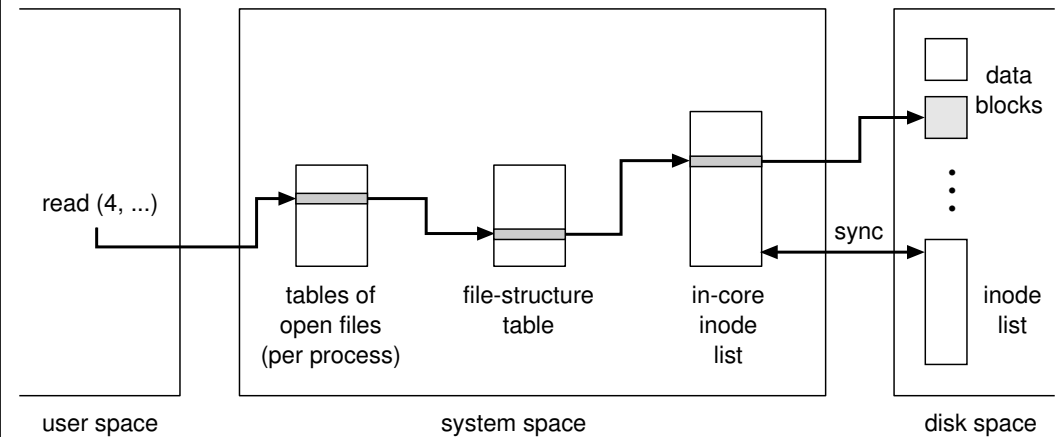 data
blocks
read (4, ...)
sync
tables of
open files
(per process)
file-structure
table
in-core
inode
list
inode
list
user space
system space
disk space